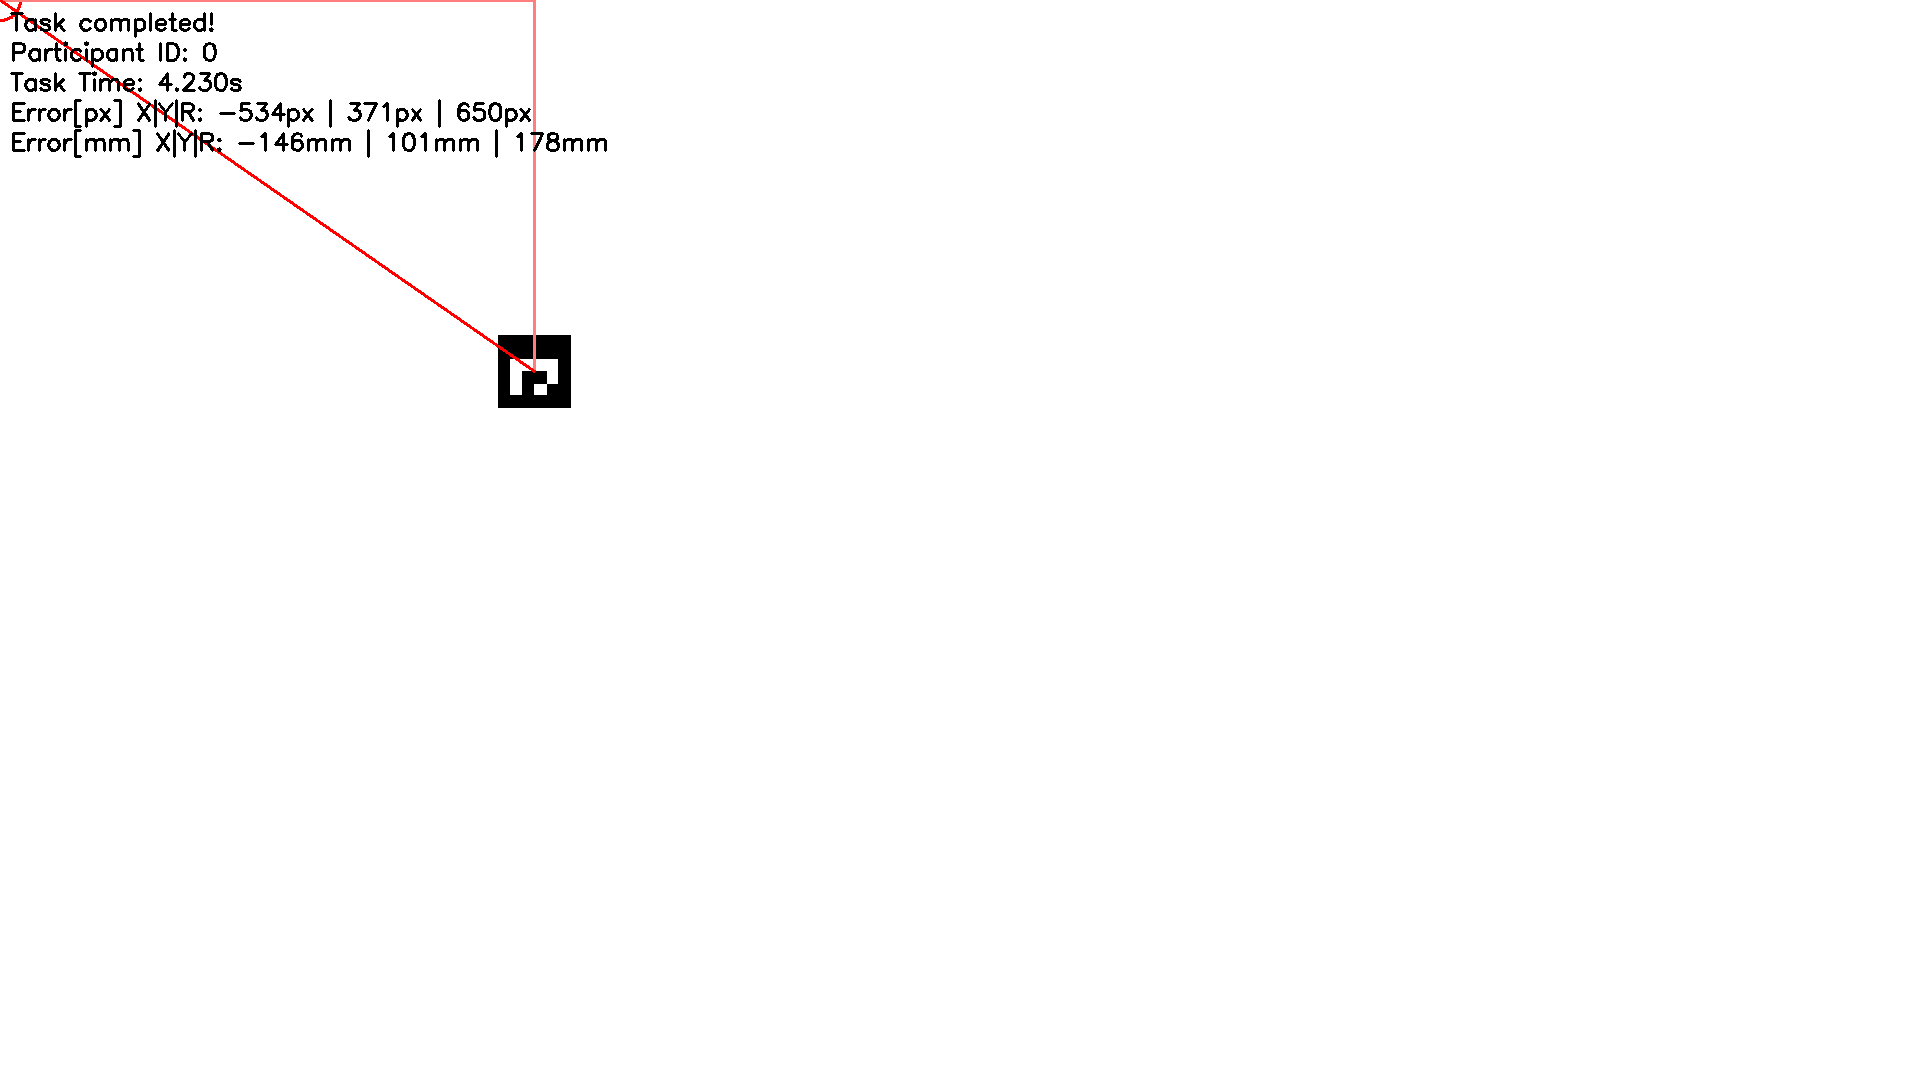 Task completed!
Participant ID: 0
Task Time: 4.230s
Error[px] X|Y|R: -534px | 371px | 650px
Error[mm] X|Y|R: -146mm | 101mm | 178mm